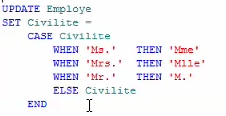 UPDATE Employe
SET Civilite =
CASE Civilite
WHEN 'Ms.' THEN 'Mme'
WHEN 'Mrs.' THEN 'Mlle'
WHEN 'Mr.' THEN 'M.'
ELSE Civilite
END